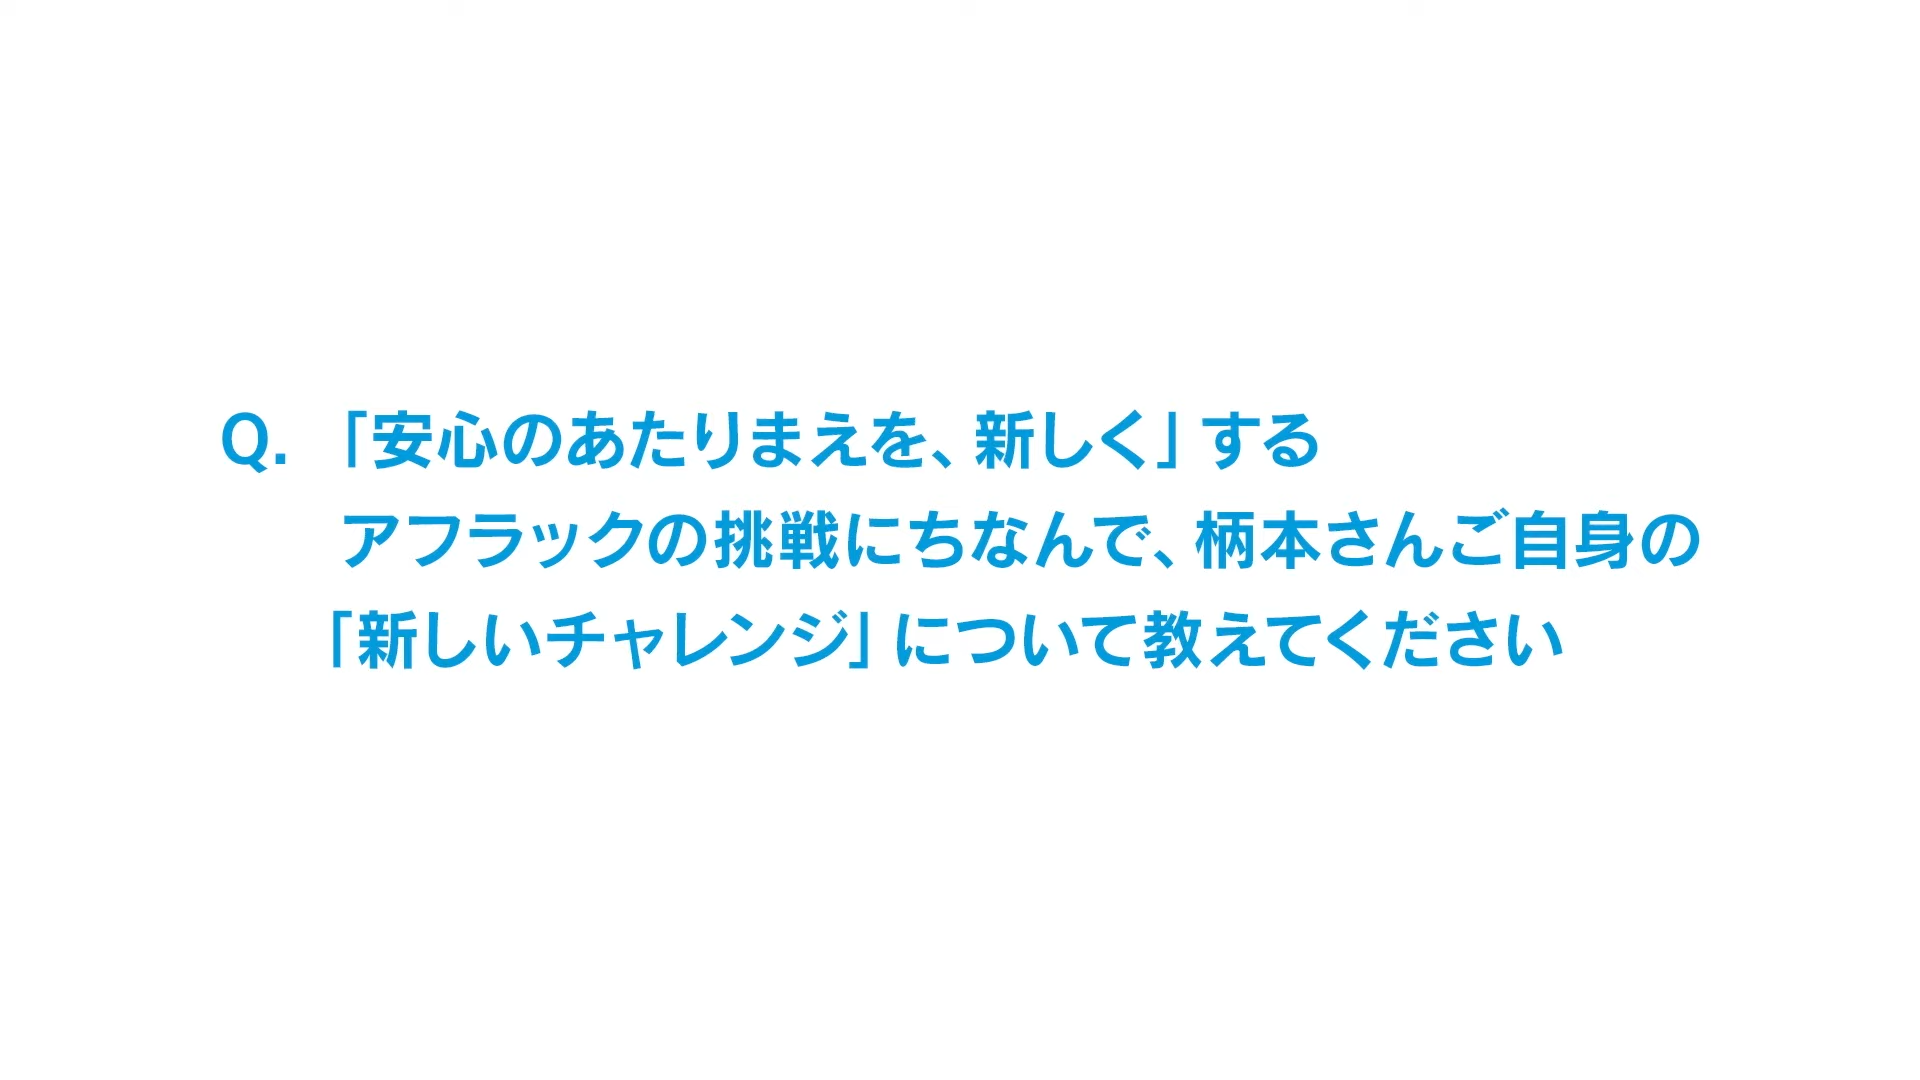 Q. 「安心のあたりまえを、新しく」する
アフラックの挑戦にちなんで、柄本さんご自身の
「新しいチャレンジ」について教えてください